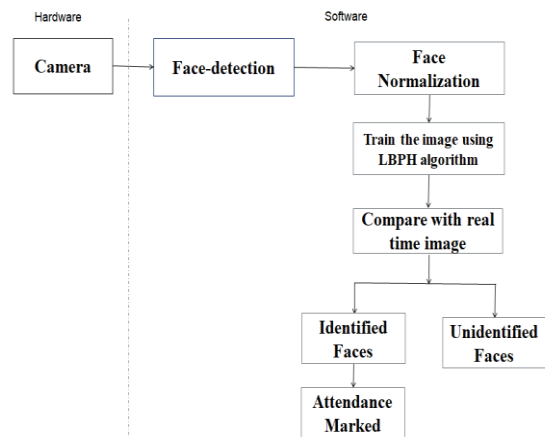 Hardware
Software
Camera
Face-detection
Face
Normalization
Train the image using
LBPH algorithm
Compare with real
time image
Identified
Faces
Unidentified
Faces
Attendance
Marked